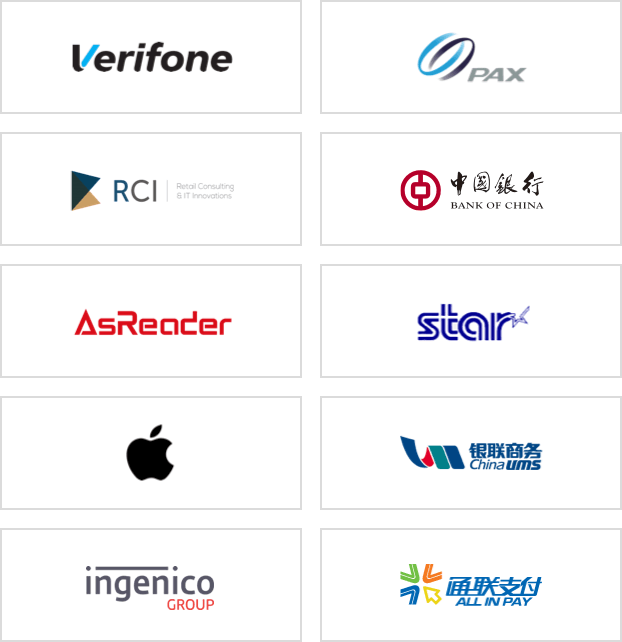 Verifone
PAX
RCI
Retail Consulting
& IT Innovations
中国銀行
BANK OF CHINA
AsReader
star
银联商务
China ums
ingenico
GROUP
通联支付
ALL IN PAY